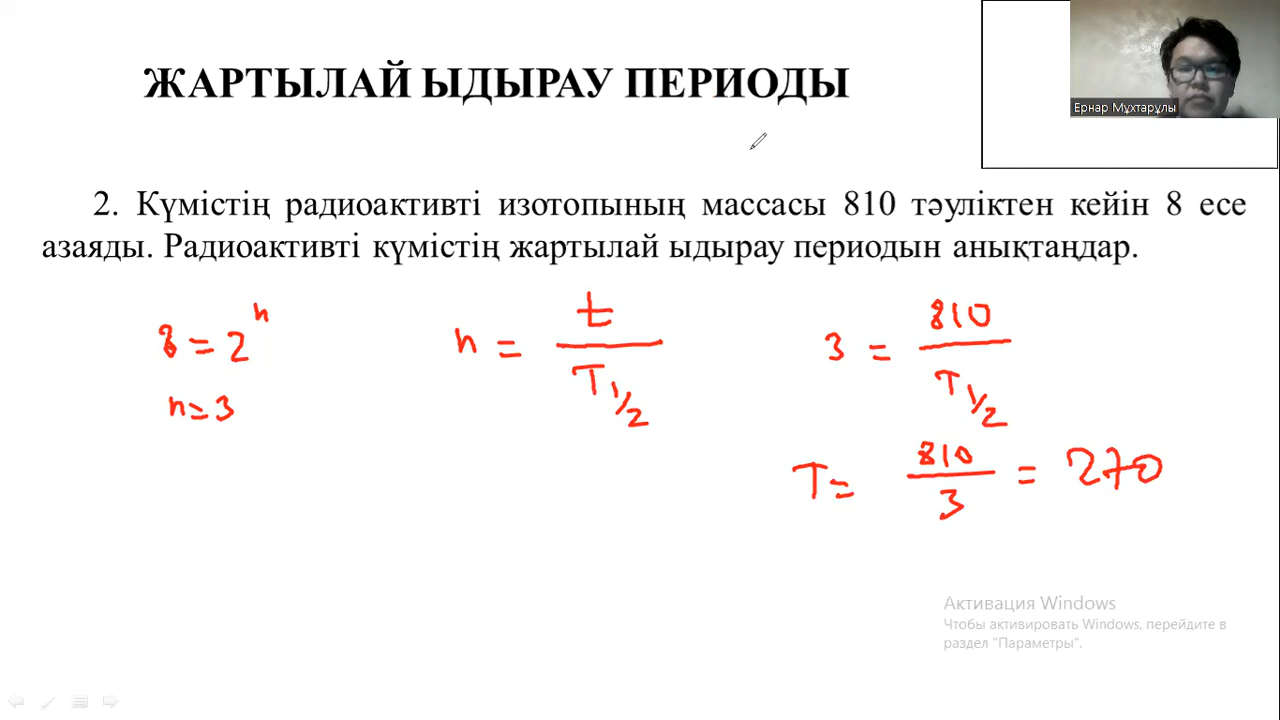 ЖАРТЫЛАЙ ЫДЫРАУ ПЕРИОДЫ
Ернар Мұхтарұлы
2. Күмістің радиоактивті изотопының массасы 810 тәуліктен кейін 8 есе
азаяды. Радиоактивті күмістің жартылай ыдырау периодын анықтаңдар.
8 = 2^n
n = 3
n = t / T 1/2
3 = 810 / T 1/2
T = 810 / 3 = 270
Активация Windows
Чтобы активировать Windows, перейдите в
раздел "Параметры".